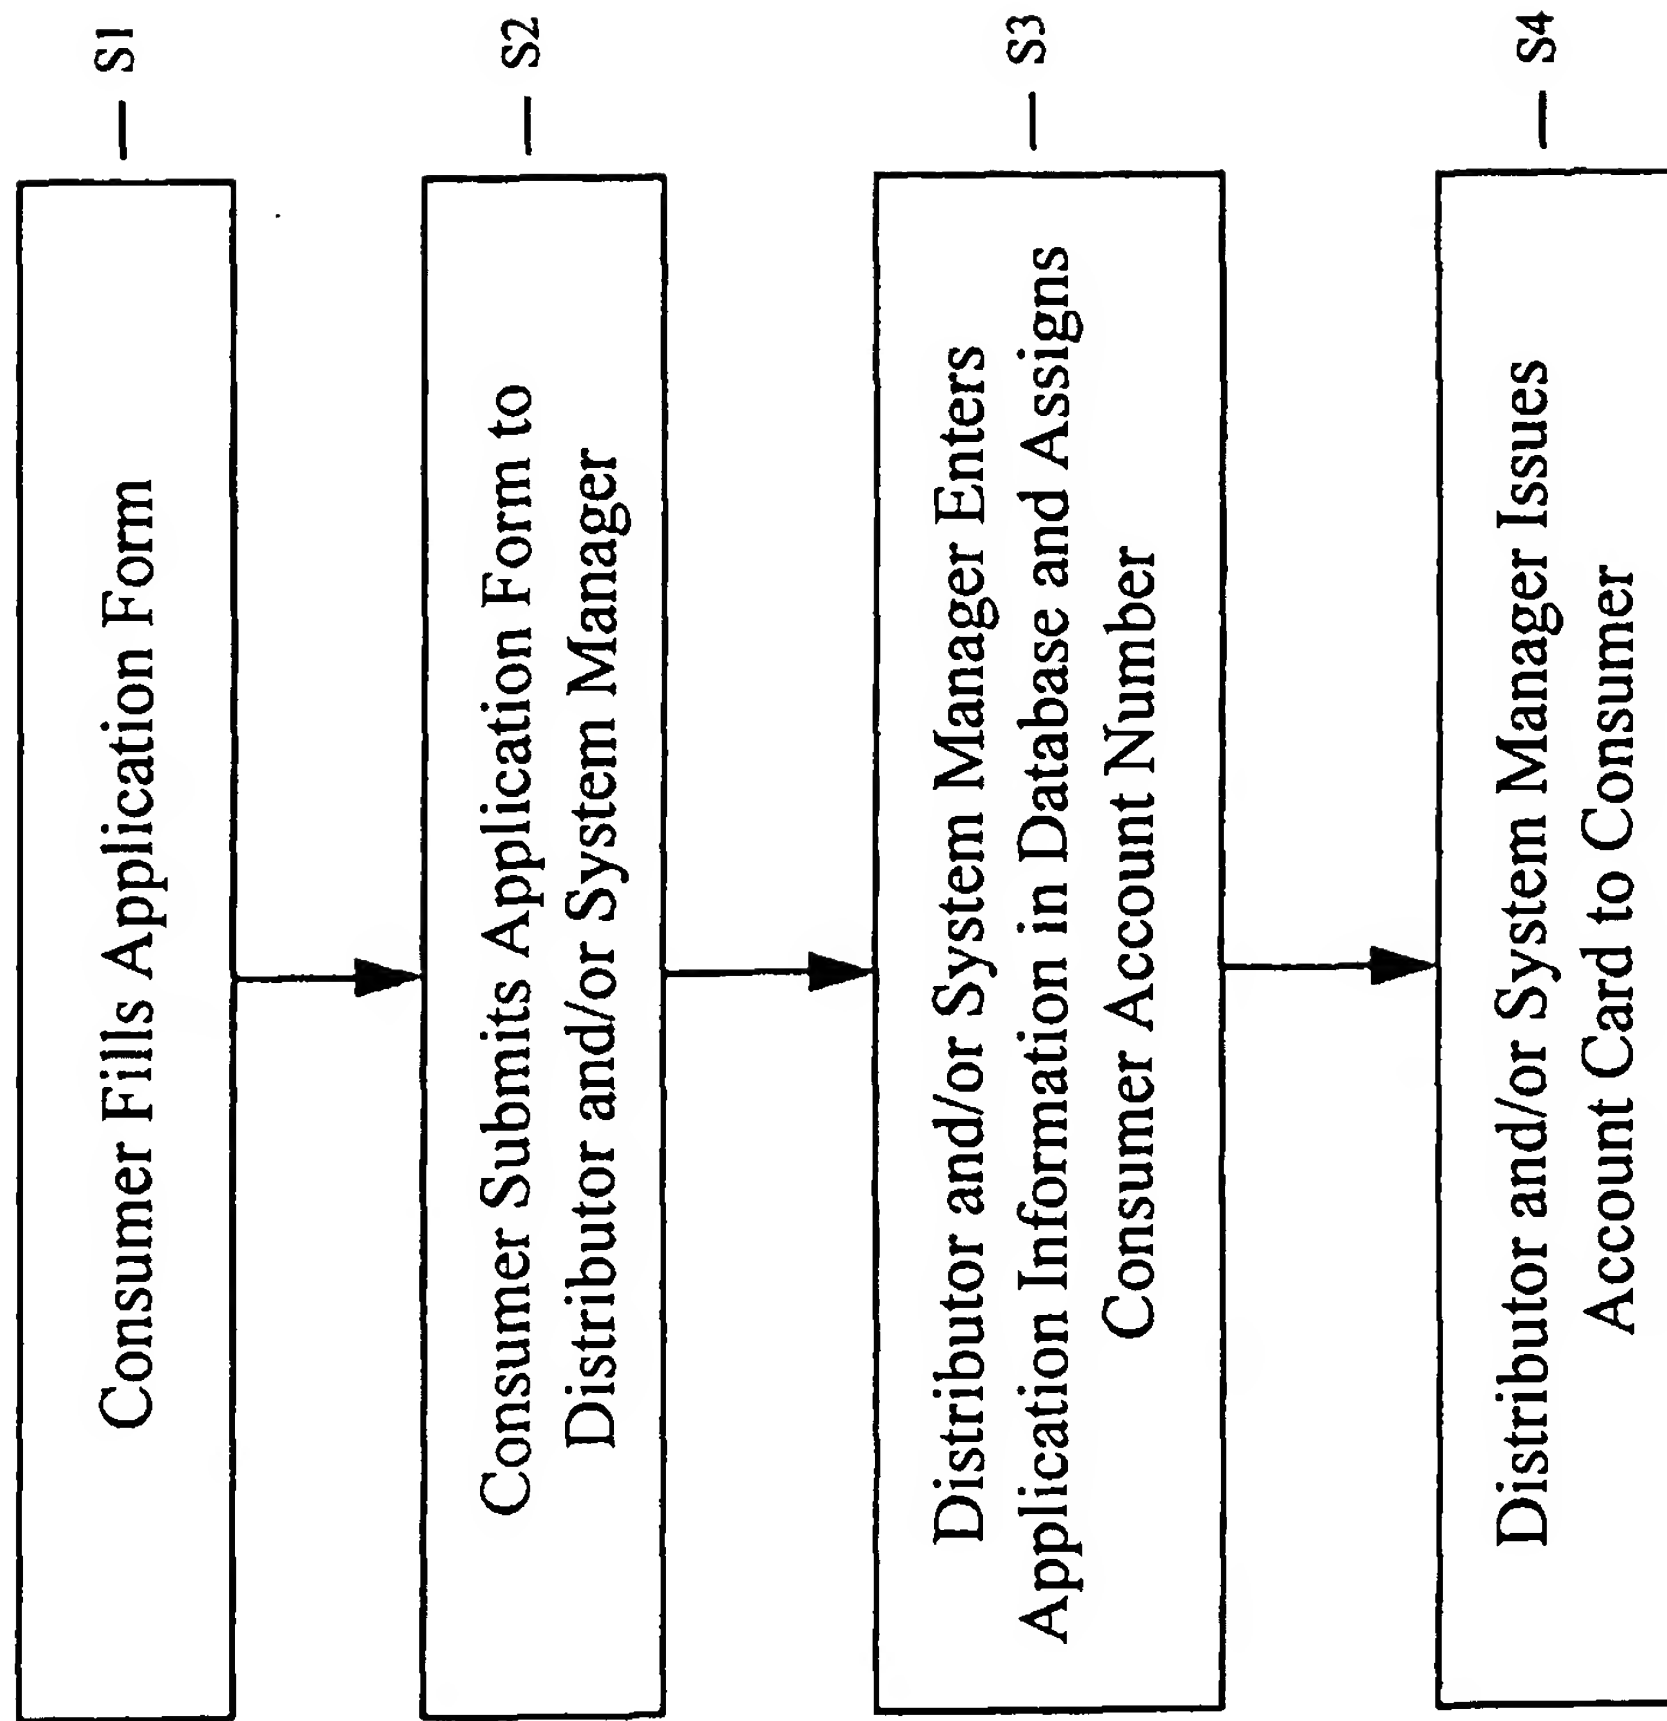 Consumer Fills Application Form
S1
Consumer Submits Application Form to
Distributor and/or System Manager
S2
Distributor and/or System Manager Enters
Application Information in Database and Assigns
Consumer Account Number
S3
Distributor and/or System Manager Issues
Account Card to Consumer
S4